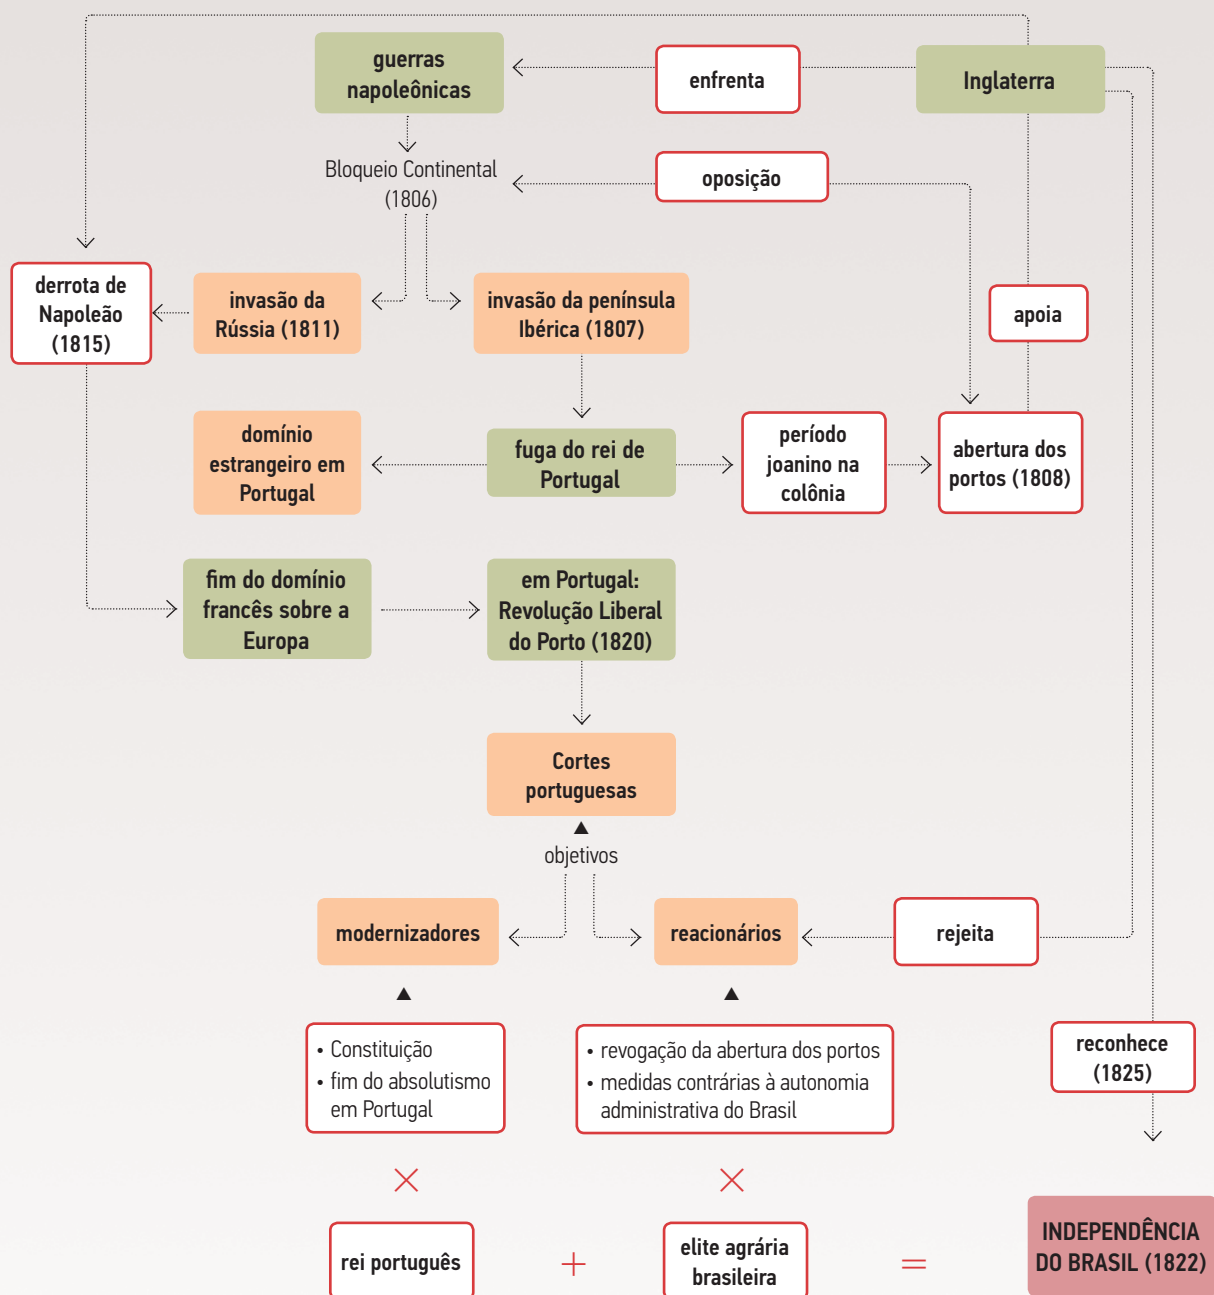 guerras
napoleônicas
enfrenta
Inglaterra
Bloqueio Continental
(1806)
oposição
derrota de
Napoleão
(1815)
invasão da
Rússia (1811)
invasão da península
Ibérica (1807)
apoia
domínio
estrangeiro em
Portugal
fuga do rei de
Portugal
período
joanino na
colônia
abertura dos
portos (1808)
fim do domínio
francês sobre a
Europa
em Portugal:
Revolução Liberal
do Porto (1820)
Cortes
portuguesas
▲
objetivos
modernizadores
reacionários
rejeita
▲
▲
• Constituição
• fim do absolutismo
em Portugal
• revogação da abertura dos portos
• medidas contrárias à autonomia
administrativa do Brasil
reconhece
(1825)
×
×
rei português
+
elite agrária
brasileira
=
INDEPENDÊNCIA
DO BRASIL (1822)